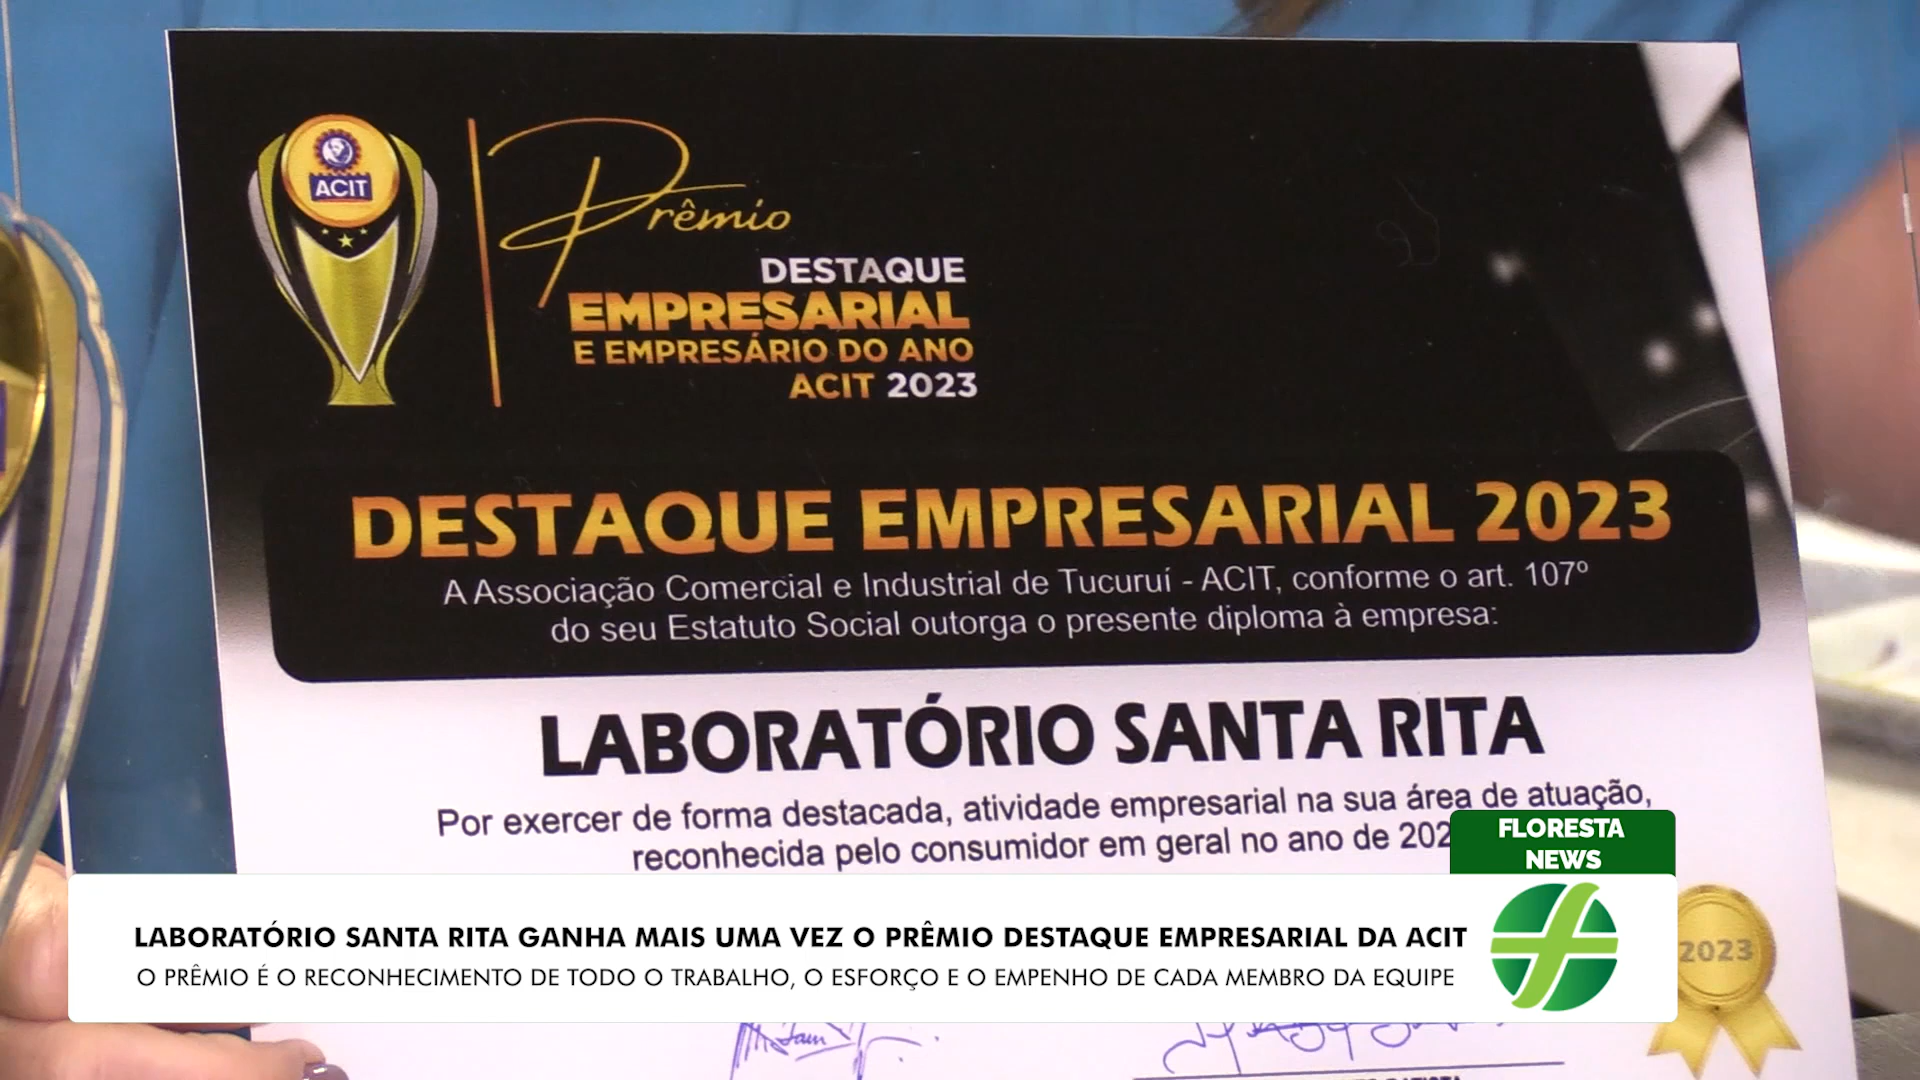 ACIT
Prêmio
DESTAQUE
EMPRESARIAL
E EMPRESÁRIO DO ANO
ACIT 2023
DESTAQUE EMPRESARIAL 2023
A Associação Comercial e Industrial de Tucuruí - ACIT, conforme o art. 107º
do seu Estatuto Social outorga o presente diploma à empresa:
LABORATÓRIO SANTA RITA
Por exercer de forma destacada, atividade empresarial na sua área de atuação,
reconhecida pelo consumidor em geral no ano de 202
FLORESTA
NEWS
LABORATÓRIO SANTA RITA GANHA MAIS UMA VEZ O PRÊMIO DESTAQUE EMPRESARIAL DA ACIT
O PRÊMIO É O RECONHECIMENTO DE TODO O TRABALHO, O ESFORÇO E O EMPENHO DE CADA MEMBRO DA EQUIPE
2023